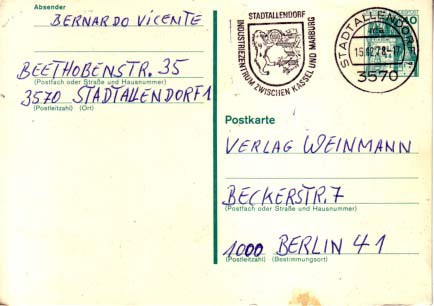 Absender
BERNARDO VICENTE
BEETHOBENSTR. 35
(Postfach oder Straße und Hausnummer)
3570 STADTALLENDORF 1
(Postleitzahl) (Ort)
STADTALLENDORF
INDUSTRIEZENTRUM ZWISCHEN KASSEL UND MARBURG
STADTALLENDORF
3570
40
Postkarte
VERLAG WEINMANN
BECKERSTR. 7
(Postfach oder Straße und Hausnummer)
1000 BERLIN 41
(Postleitzahl) (Bestimmungsort)